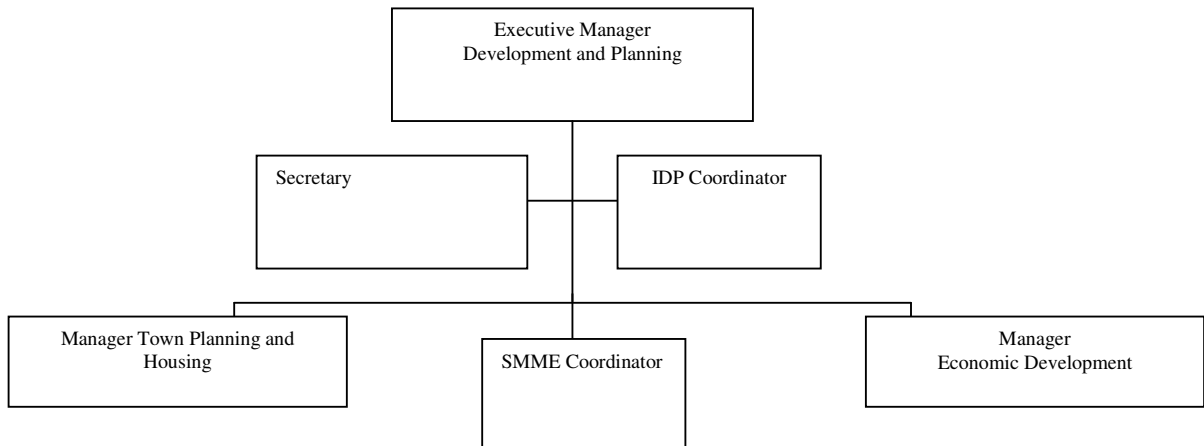 Executive Manager
Development and Planning
Secretary
IDP Coordinator
Manager Town Planning and
Housing
SMME Coordinator
Manager
Economic Development